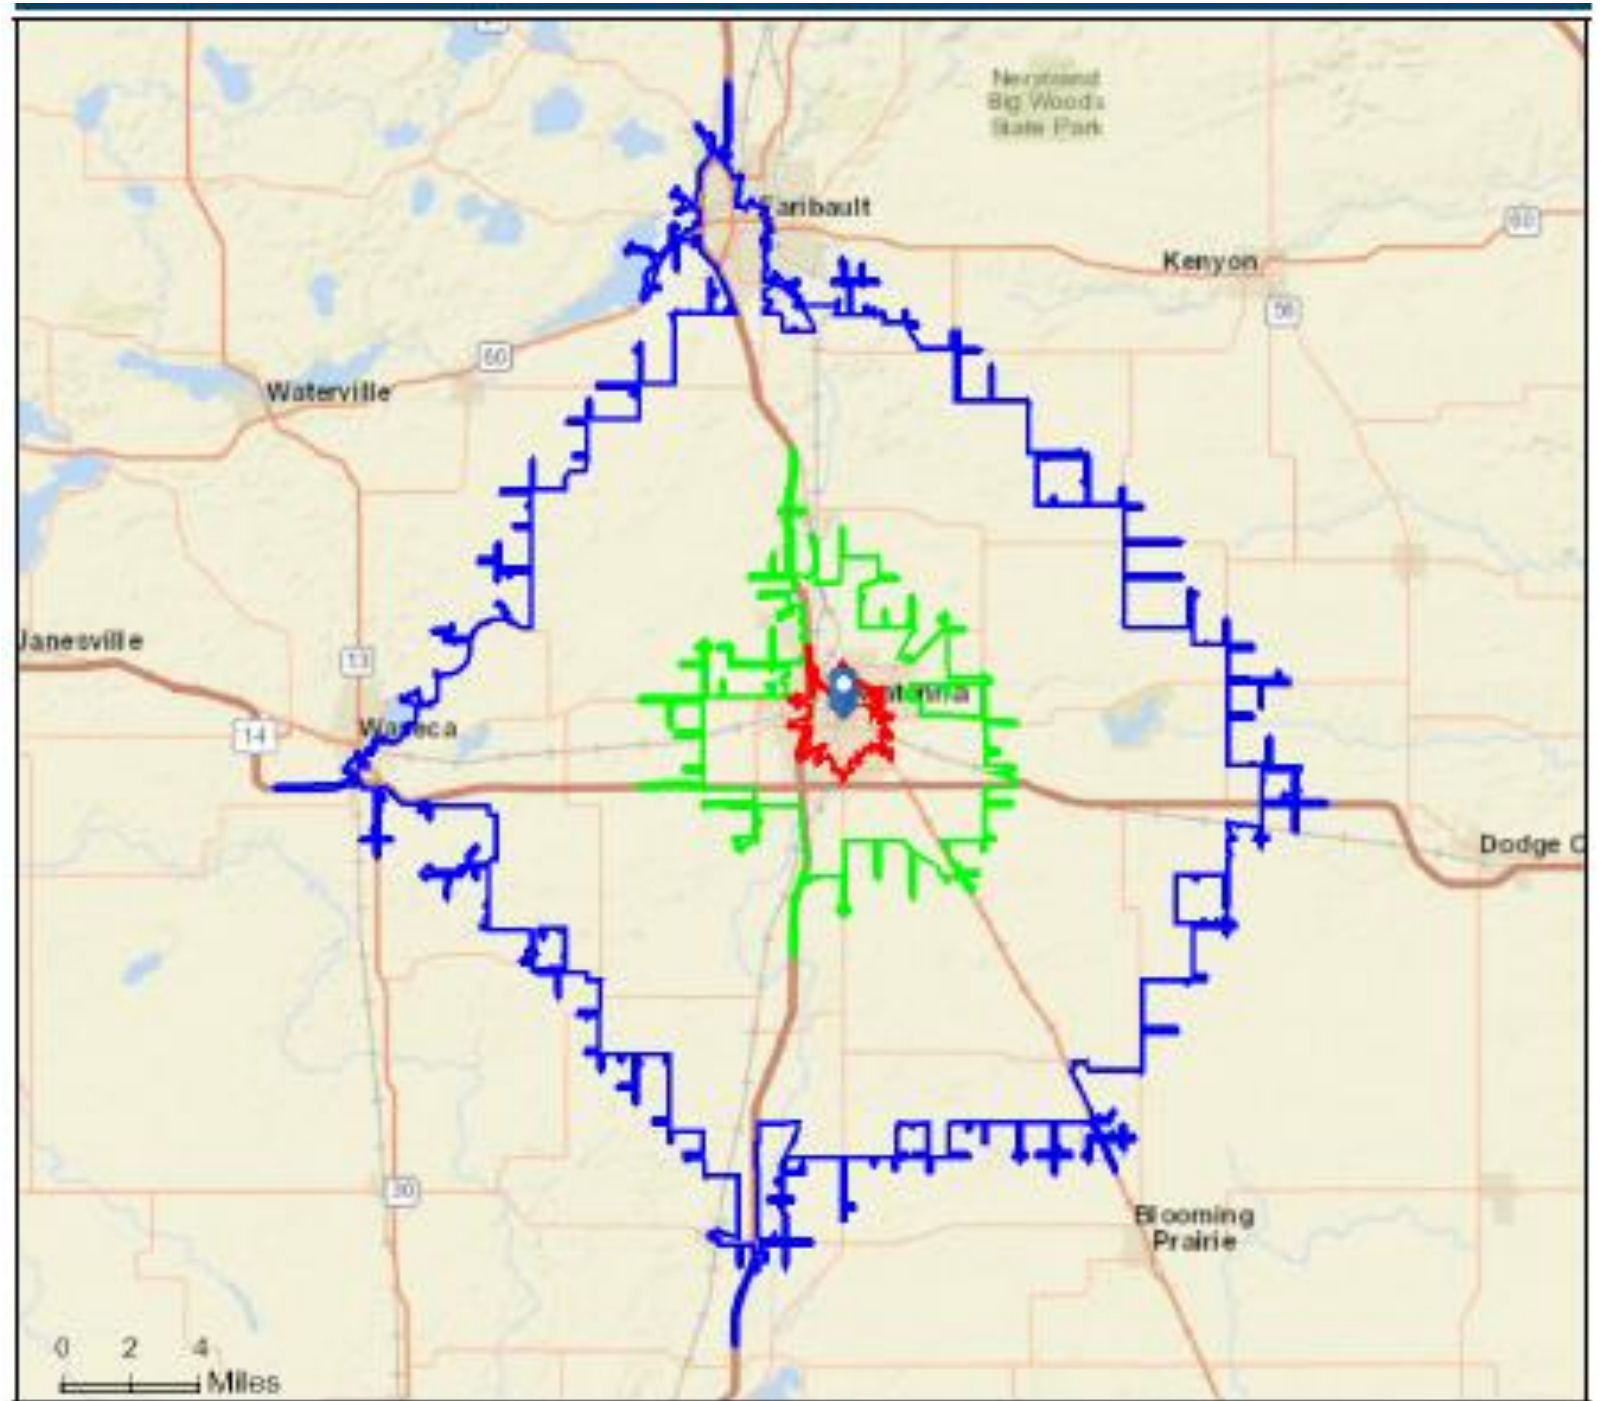 Nerstrand
Big Woods
State Park
Faribault
60
Kenyon
56
60
Waterville
Janesville
13
14
Waseca
Dodge C
30
Blooming
Prairie
0 2 4
Miles